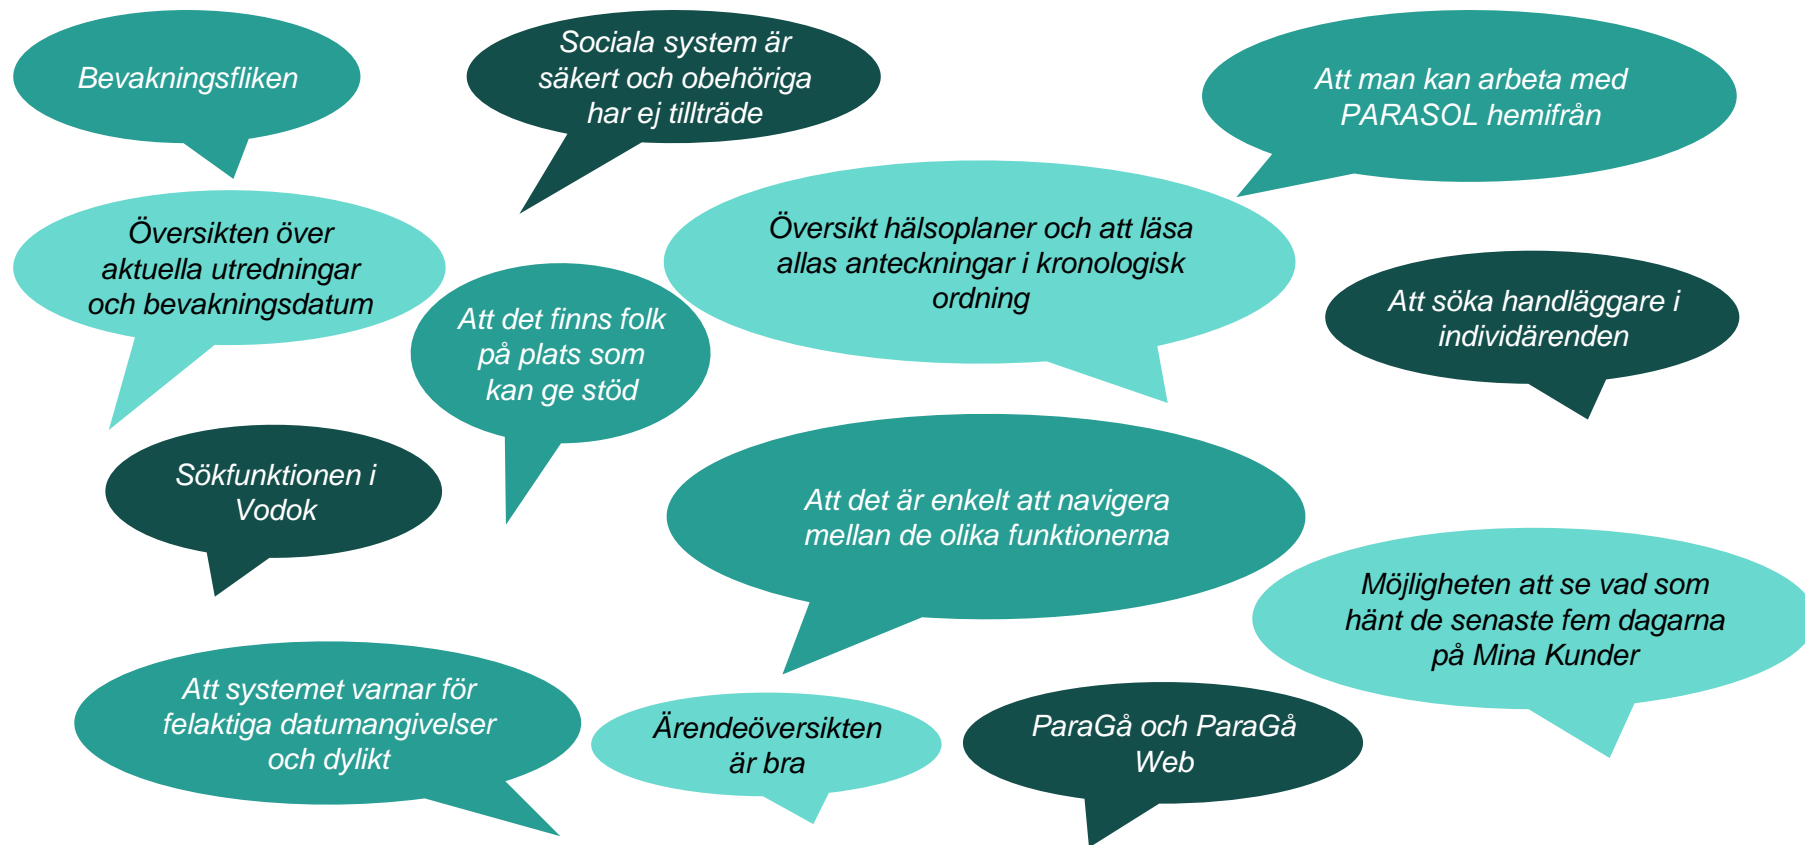 Bevakningsfliken
Sociala system är
säkert och obehöriga
har ej tillträde
Att man kan arbeta med
PARASOL hemifrån
Översikten över
aktuella utredningar
och bevakningsdatum
Att det finns folk
på plats som
kan ge stöd
Översikt hälsoplaner och att läsa
allas anteckningar i kronologisk
ordning
Att söka handläggare i
individärenden
Sökfunktionen i
Vodok
Att det är enkelt att navigera
mellan de olika funktionerna
Möjligheten att se vad som
hänt de senaste fem dagarna
på Mina Kunder
Att systemet varnar för
felaktiga datumangivelser
och dylikt
Ärendeöversikten
är bra
ParaGå och ParaGå
Web